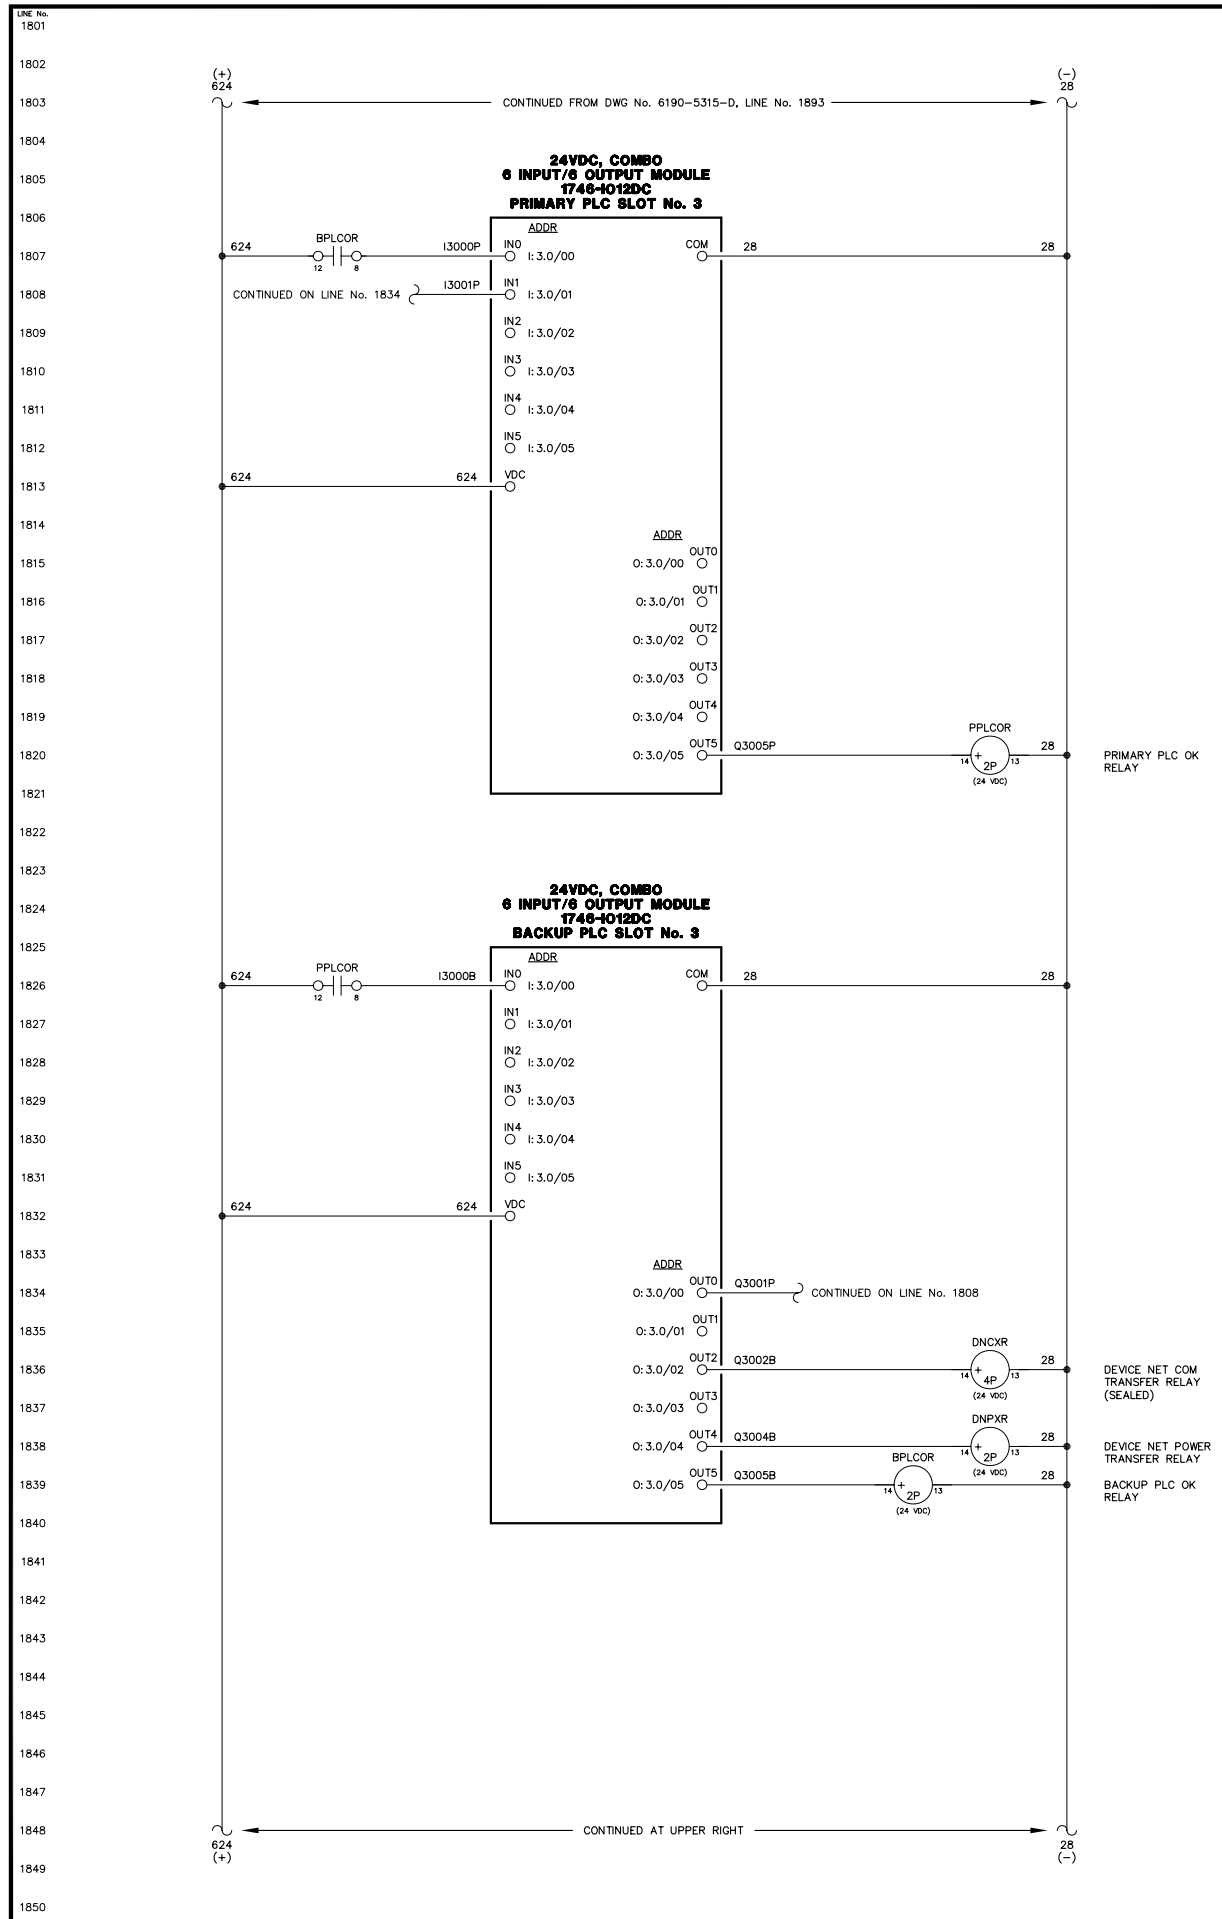 LINE No.
1801
1802
(+) (-)
624 28
1803 CONTINUED FROM DWG No. 6190-5315-D, LINE No. 1893
1804
24VDC, COMBO
1805 6 INPUT/6 OUTPUT MODULE
1746-IO12DC
PRIMARY PLC SLOT No. 3
1806
ADDR
624 BPLCOR I3000P IN0 COM 28 28
1807 12 8 I:3.0/00
I3001P IN1
1808 CONTINUED ON LINE No. 1834 I:3.0/01
IN2
1809 I:3.0/02
IN3
1810 I:3.0/03
IN4
1811 I:3.0/04
IN5
1812 I:3.0/05
624 624 VDC
1813
1814
ADDR
OUT0
1815 O:3.0/00
OUT1
1816 O:3.0/01
OUT2
1817 O:3.0/02
OUT3
1818 O:3.0/03
OUT4
1819 O:3.0/04
PPLCOR
OUT5 Q3005P 28
1820 O:3.0/05 14 + 2P 13 PRIMARY PLC OK
(24 VDC) RELAY
1821
1822
1823
24VDC, COMBO
1824 6 INPUT/6 OUTPUT MODULE
1746-IO12DC
BACKUP PLC SLOT No. 3
1825
ADDR
624 PPLCOR I3000B IN0 COM 28 28
1826 12 8 I:3.0/00
IN1
1827 I:3.0/01
IN2
1828 I:3.0/02
IN3
1829 I:3.0/03
IN4
1830 I:3.0/04
IN5
1831 I:3.0/05
624 624 VDC
1832
1833
ADDR
OUT0 Q3001P
1834 O:3.0/00 CONTINUED ON LINE No. 1808
OUT1
1835 O:3.0/01
DNCXR
OUT2 Q3002B 28
1836 O:3.0/02 14 + 4P 13 DEVICE NET COM
(24 VDC) TRANSFER RELAY
(SEALED)
OUT3
1837 O:3.0/03
DNPXR
OUT4 Q3004B 28
1838 O:3.0/04 14 + 2P 13 DEVICE NET POWER
(24 VDC) TRANSFER RELAY
BPLCOR
OUT5 Q3005B 28
1839 O:3.0/05 14 + 2P 13 BACKUP PLC OK
(24 VDC) RELAY
1840
1841
1842
1843
1844
1845
1846
1847
1848 CONTINUED AT UPPER RIGHT
624 28
(+) (-)
1849
1850